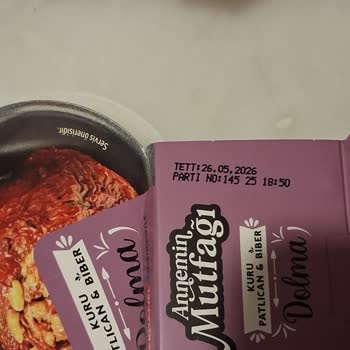 Servis önerisidir.
TETT:26.05.2026
PARTI NO:145 25 18:50
Annemin
Mutfağı
KURU
PATLICAN & BİBER
Dolma
KURU
PATLICAN & BİBER
Dolma